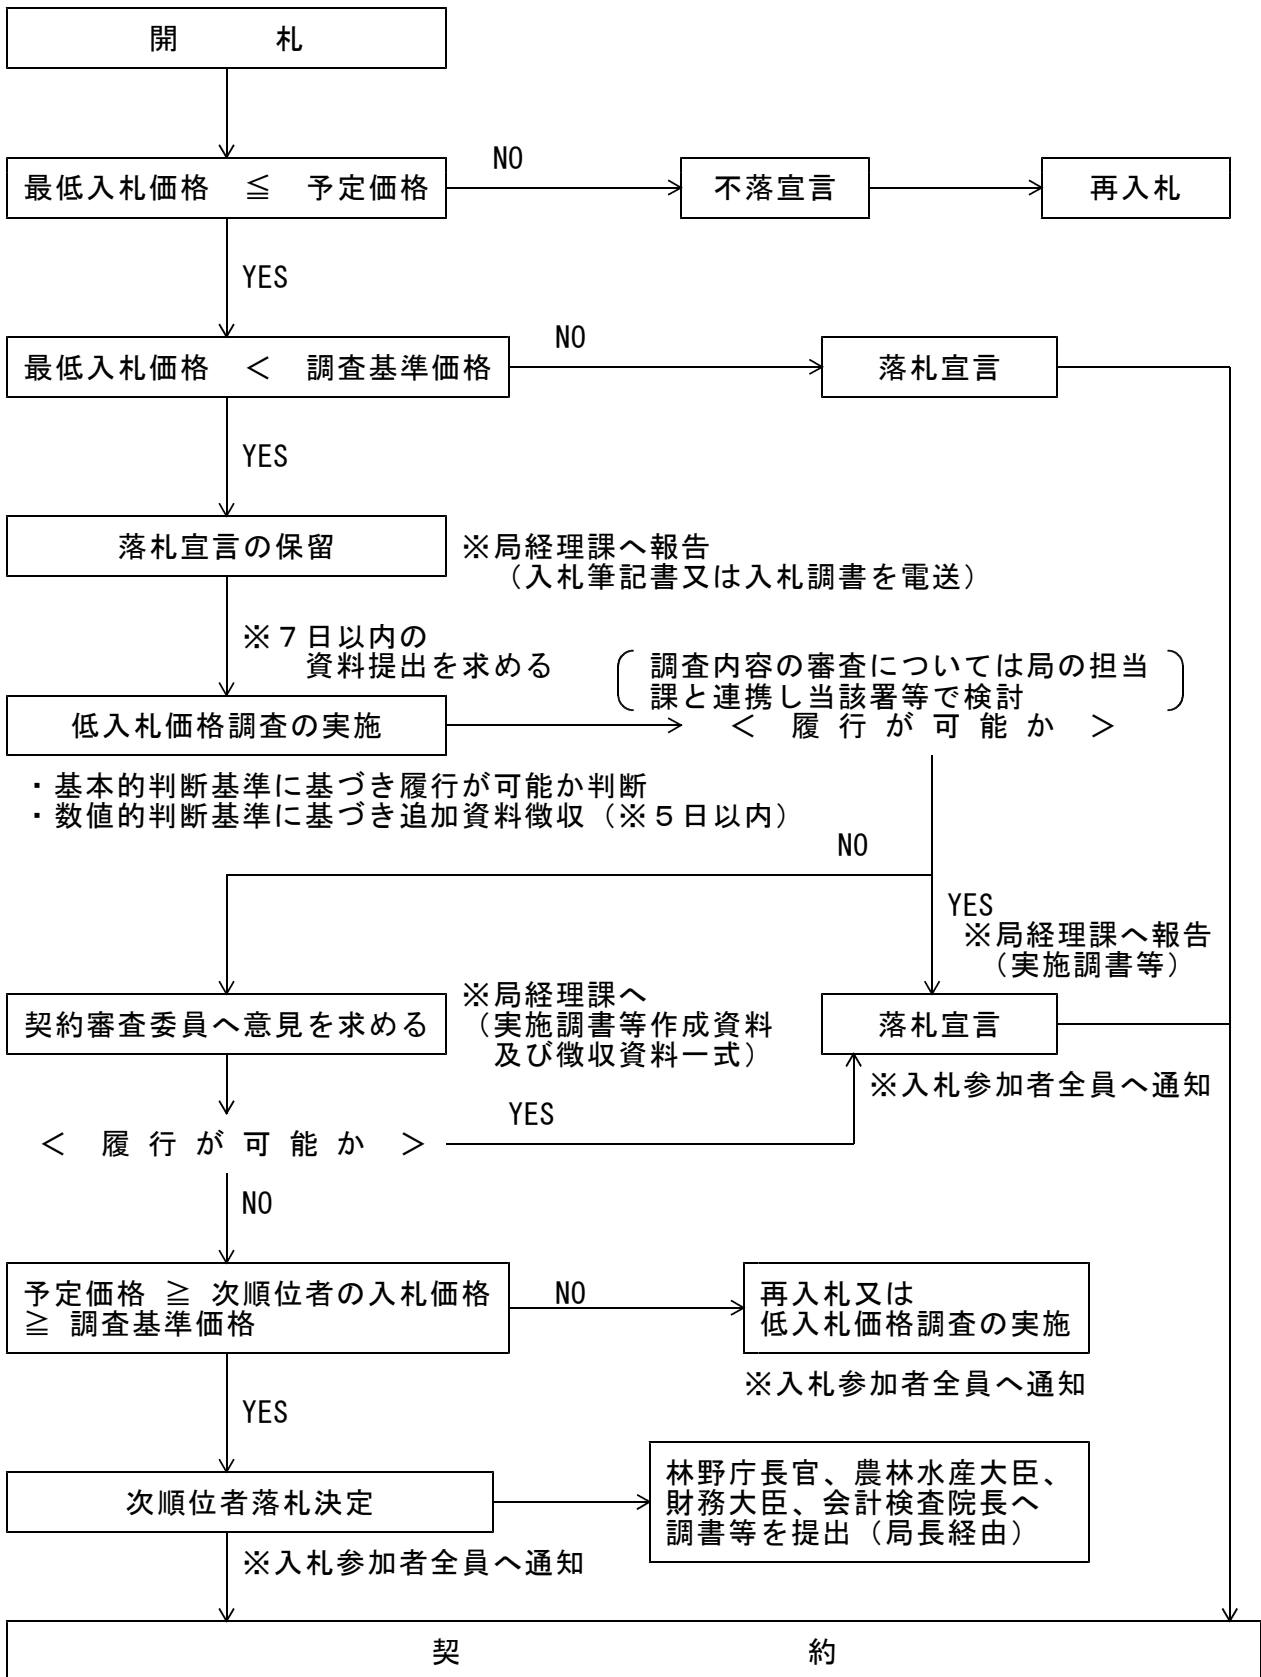 開　　　札
最低入札価格　≦　予定価格
NO
不落宣言
再入札
YES
最低入札価格　＜　調査基準価格
NO
落札宣言
YES
落札宣言の保留
※局経理課へ報告
（入札筆記書又は入札調書を電送）
※７日以内の
資料提出を求める
調査内容の審査については局の担当
課と連携し当該署等で検討
低入札価格調査の実施
＜　履 行 が 可 能 か　＞
・基本的判断基準に基づき履行が可能か判断
・数値的判断基準に基づき追加資料徴収（※５日以内）
NO
YES
※局経理課へ報告
（実施調書等）
契約審査委員へ意見を求める
※局経理課へ
（実施調書等作成資料
及び徴収資料一式）
落札宣言
※入札参加者全員へ通知
YES
＜　履 行 が 可 能 か　＞
NO
予定価格 ≧ 次順位者の入札価格
≧ 調査基準価格
NO
再入札又は
低入札価格調査の実施
※入札参加者全員へ通知
YES
次順位者落札決定
林野庁長官、農林水産大臣、
財務大臣、会計検査院長へ
調書等を提出（局長経由）
※入札参加者全員へ通知
契　　　約